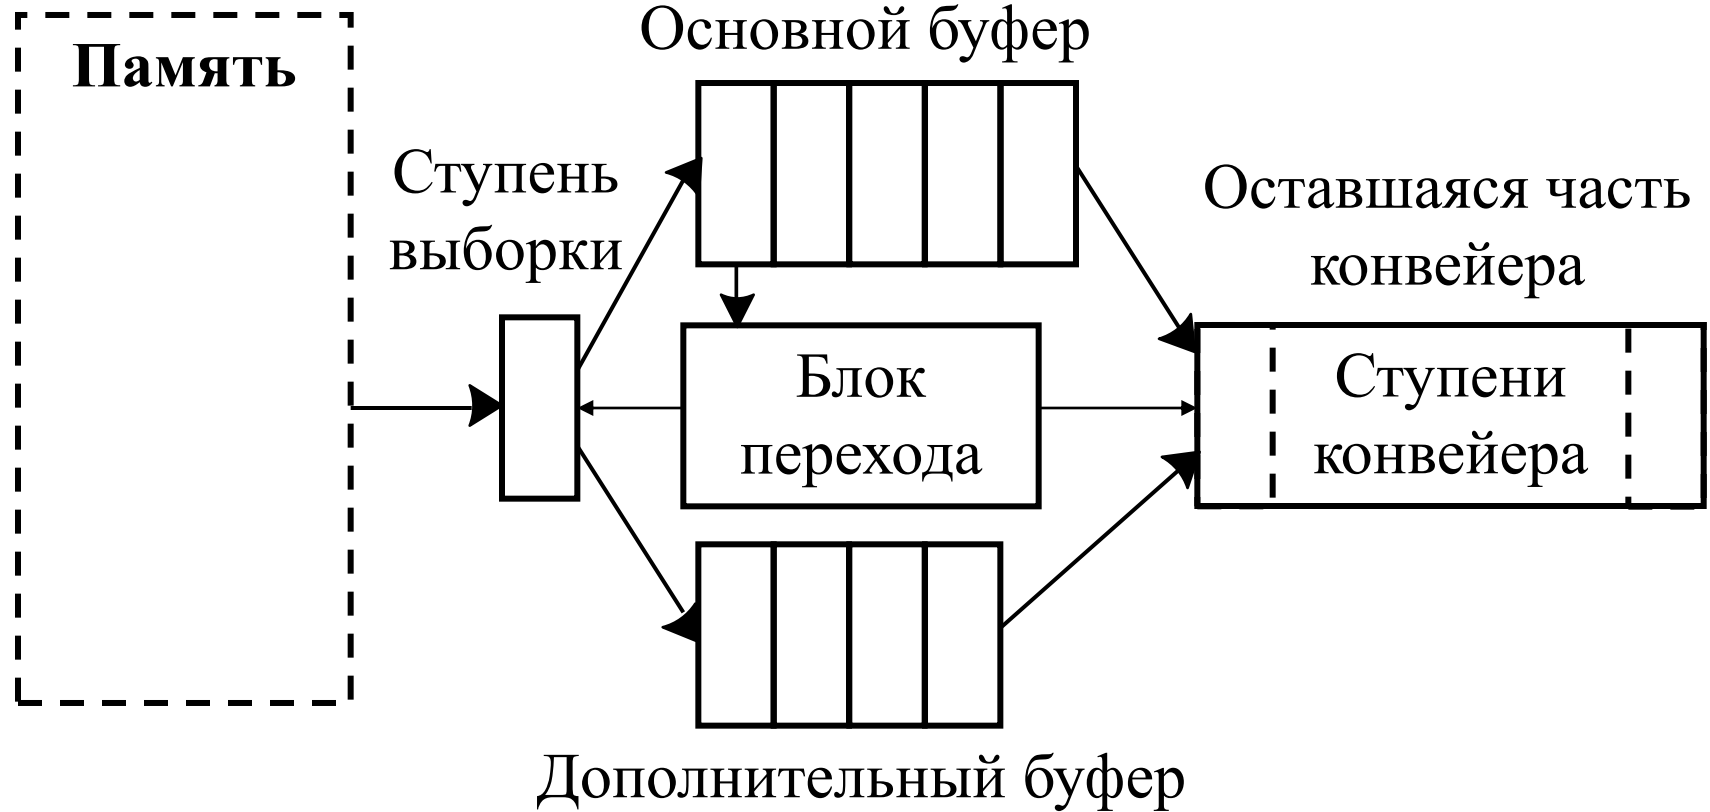 Память
Основной буфер
Ступень
выборки
Оставшаяся часть
конвейера
Блок
перехода
Ступени
конвейера
Дополнительный буфер